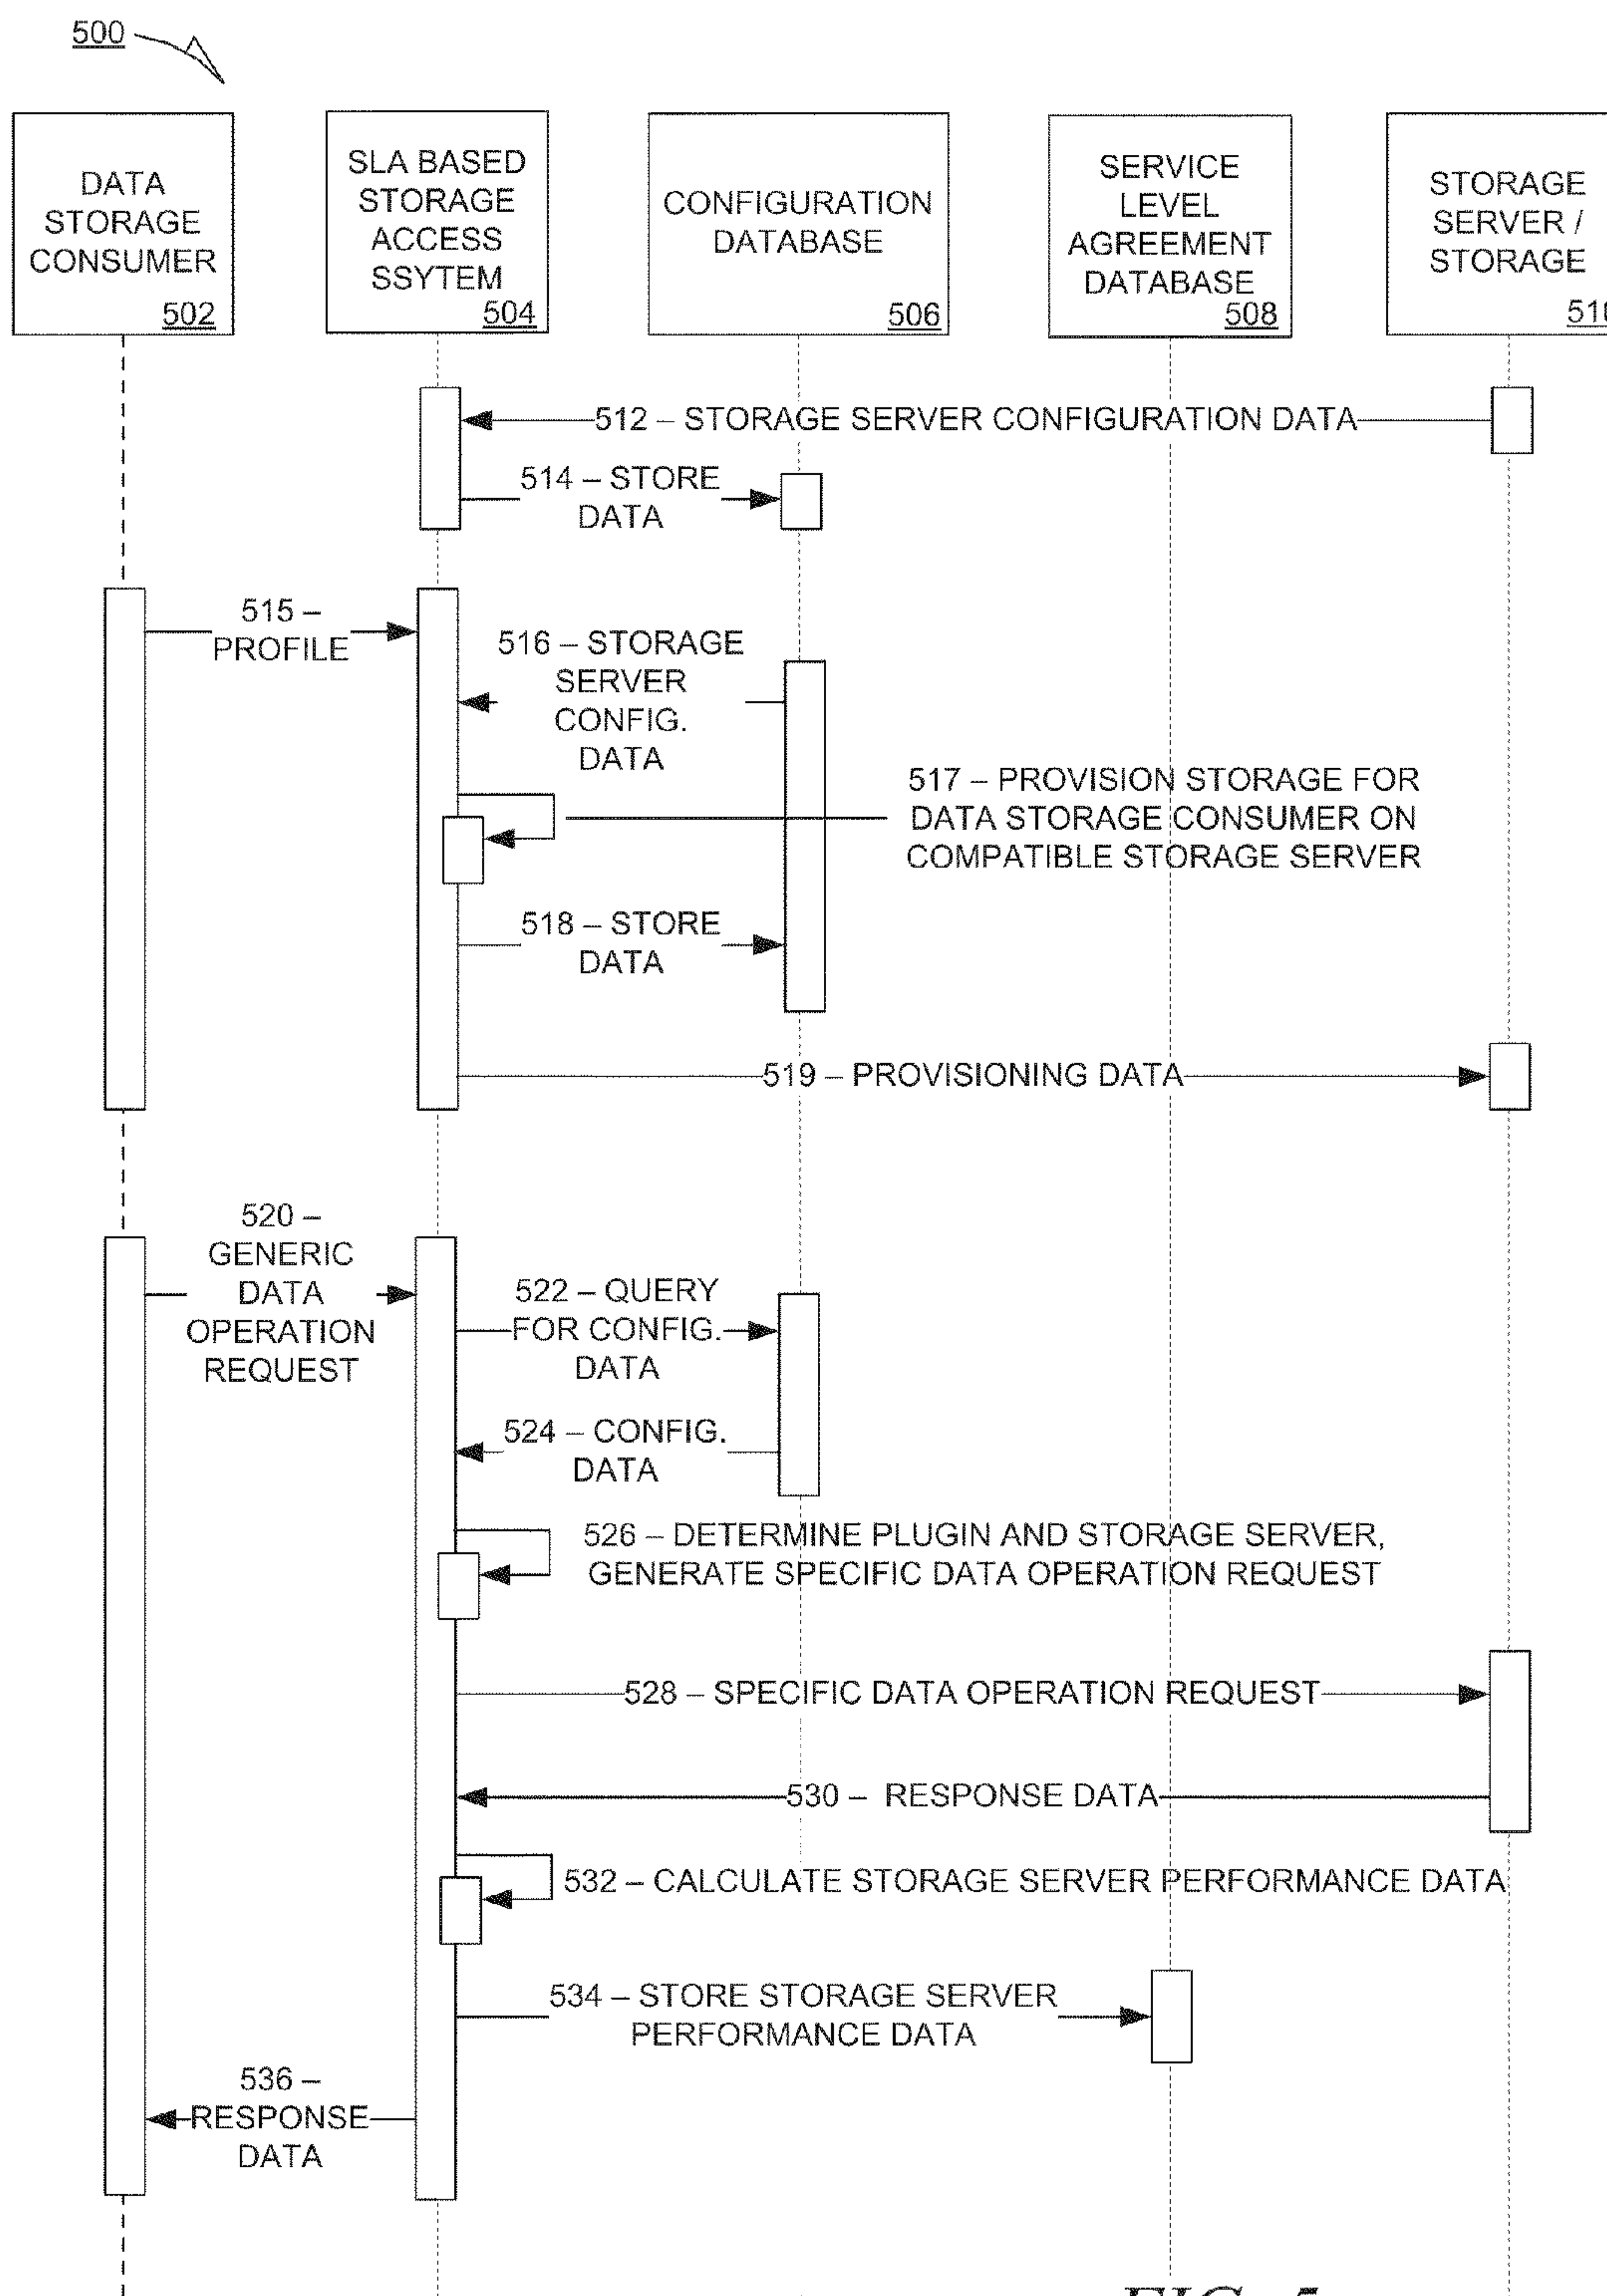 500
DATA
STORAGE
CONSUMER
502
SLA BASED
STORAGE
ACCESS
SSYTEM
504
CONFIGURATION
DATABASE
506
SERVICE
LEVEL
AGREEMENT
DATABASE
508
STORAGE
SERVER /
STORAGE
512 – STORAGE SERVER CONFIGURATION DATA
514 – STORE
DATA
515 –
PROFILE
516 – STORAGE
SERVER
CONFIG.
DATA
517 – PROVISION STORAGE FOR
DATA STORAGE CONSUMER ON
COMPATIBLE STORAGE SERVER
518 – STORE
DATA
519 – PROVISIONING DATA
520 –
GENERIC
DATA
OPERATION
REQUEST
522 – QUERY
FOR CONFIG.
DATA
524 – CONFIG.
DATA
526 – DETERMINE PLUGIN AND STORAGE SERVER,
GENERATE SPECIFIC DATA OPERATION REQUEST
528 – SPECIFIC DATA OPERATION REQUEST
530 – RESPONSE DATA
532 – CALCULATE STORAGE SERVER PERFORMANCE DATA
534 – STORE STORAGE SERVER
PERFORMANCE DATA
536 –
RESPONSE
DATA